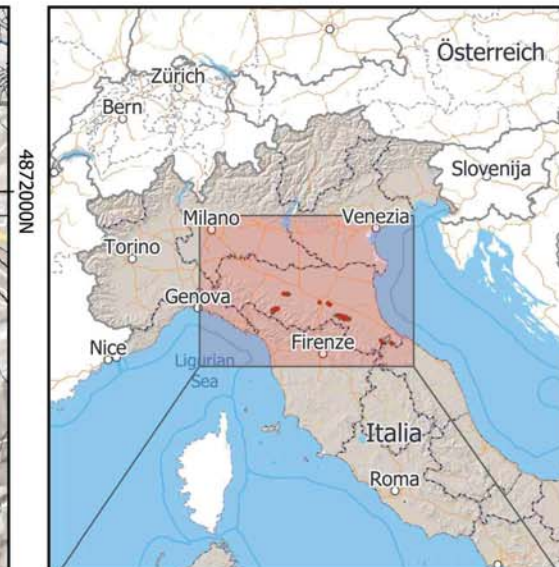 Österreich
Zürich
Bern
Slovenija
4872000N
Milano
Venezia
Torino
Genova
Firenze
Nice
Ligurian
Sea
Italia
Roma